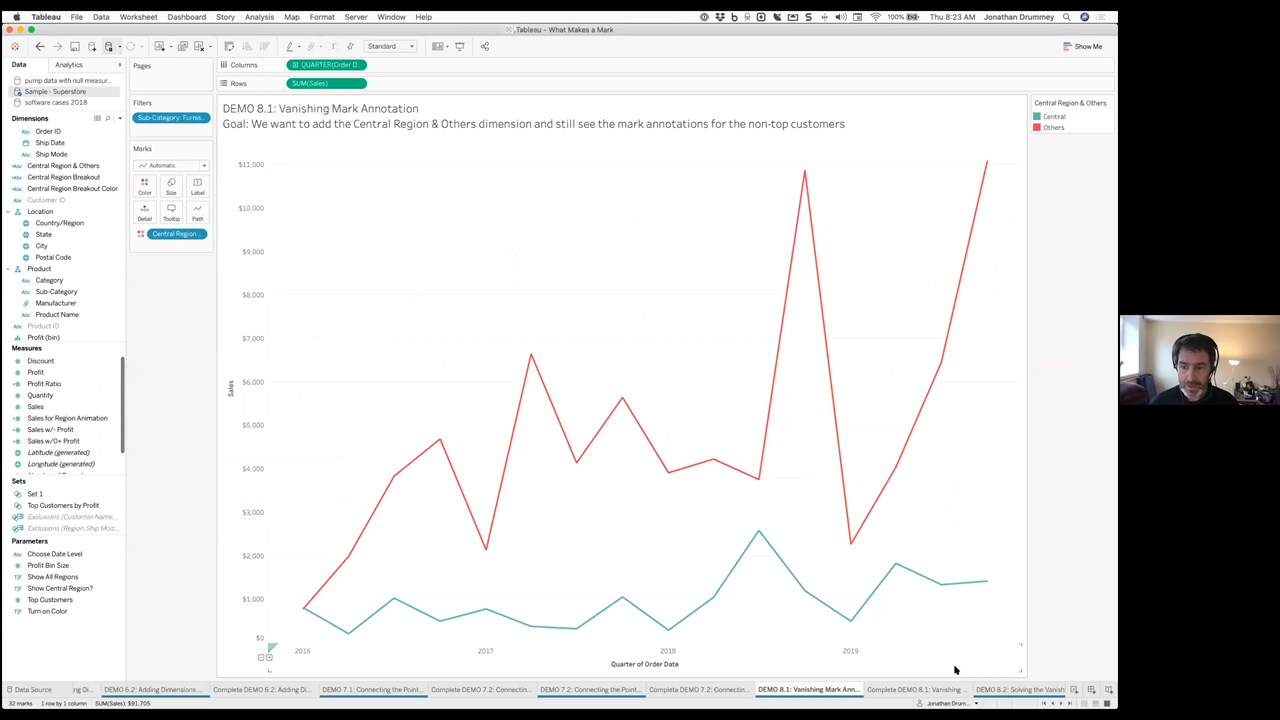 Tableau File Data Worksheet Dashboard Story Analysis Map Format Server Window Help 100% Thu 8:23 AM Jonathan Drummey
Tableau - What Makes a Mark
Standard Show Me
Data Analytics
pump data with null measur...
Sample - Superstore
software cases 2018
Dimensions
Order ID
Ship Date
Ship Mode
Central Region & Others
Central Region Breakout
Central Region Breakout Color
Customer ID
Location
Country/Region
State
City
Postal Code
Product
Category
Sub-Category
Manufacturer
Product Name
Product ID
Profit (bin)
Measures
Discount
Profit
Profit Ratio
Quantity
Sales
Sales for Region Animation
Sales w/- Profit
Sales w/0+ Profit
Latitude (generated)
Longitude (generated)
Sets
Set 1
Top Customers by Profit
Exclusions (Customer Name,...
Exclusions (Region,Ship Mod...
Parameters
Choose Date Level
Profit Bin Size
Show All Regions
Show Central Region?
Top Customers
Turn on Color
Pages
Filters
Sub-Category: Furnis...
Marks
Automatic
Color Size Label
Detail Tooltip Path
Central Region ..
Columns QUARTER(Order D..
Rows SUM(Sales)
DEMO 8.1: Vanishing Mark Annotation
Goal: We want to add the Central Region & Others dimension and still see the mark annotations for the non-top customers
$11,000
$10,000
$9,000
$8,000
$7,000
$6,000
$5,000
$4,000
$3,000
$2,000
$1,000
$0
Sales
2016 2017 2018 2019
Quarter of Order Date
Central Region & Others
Central
Others
Data Source ng Di... DEMO 6.2: Adding Dimensions ... Complete DEMO 6.2: Adding Di... DEMO 7.1: Connecting the Point... Complete DEMO 7.2: Connectin... DEMO 7.2: Connecting the Point... Complete DEMO 7.2: Connectin... DEMO 8.1: Vanishing Mark Ann... Complete DEMO 8.1: Vanishing ... DEMO 8.2: Solving the Vanish
32 marks 1 row by 1 column SUM(Sales): $91,705 Jonathan Drum...